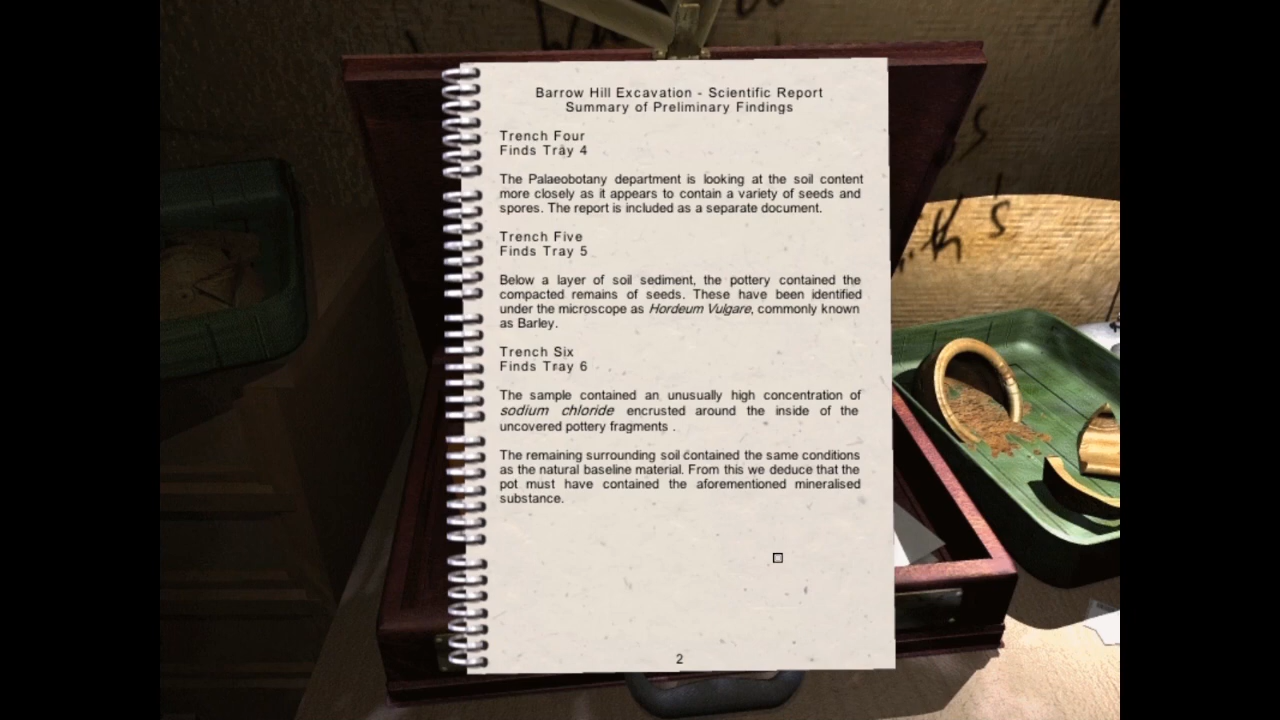 Barrow Hill Excavation - Scientific Report
Summary of Preliminary Findings
Trench Four
Finds Tray 4
The Palaeobotany department is looking at the soil content
more closely as it appears to contain a variety of seeds and
spores. The report is included as a separate document.
Trench Five
Finds Tray 5
Below a layer of soil sediment, the pottery contained the
compacted remains of seeds. These have been identified
under the microscope as Hordeum Vulgare, commonly known
as Barley.
Trench Six
Finds Tray 6
The sample contained an unusually high concentration of
sodium chloride encrusted around the inside of the
uncovered pottery fragments .
The remaining surrounding soil contained the same conditions
as the natural baseline material. From this we deduce that the
pot must have contained the aforementioned mineralised
substance.
2